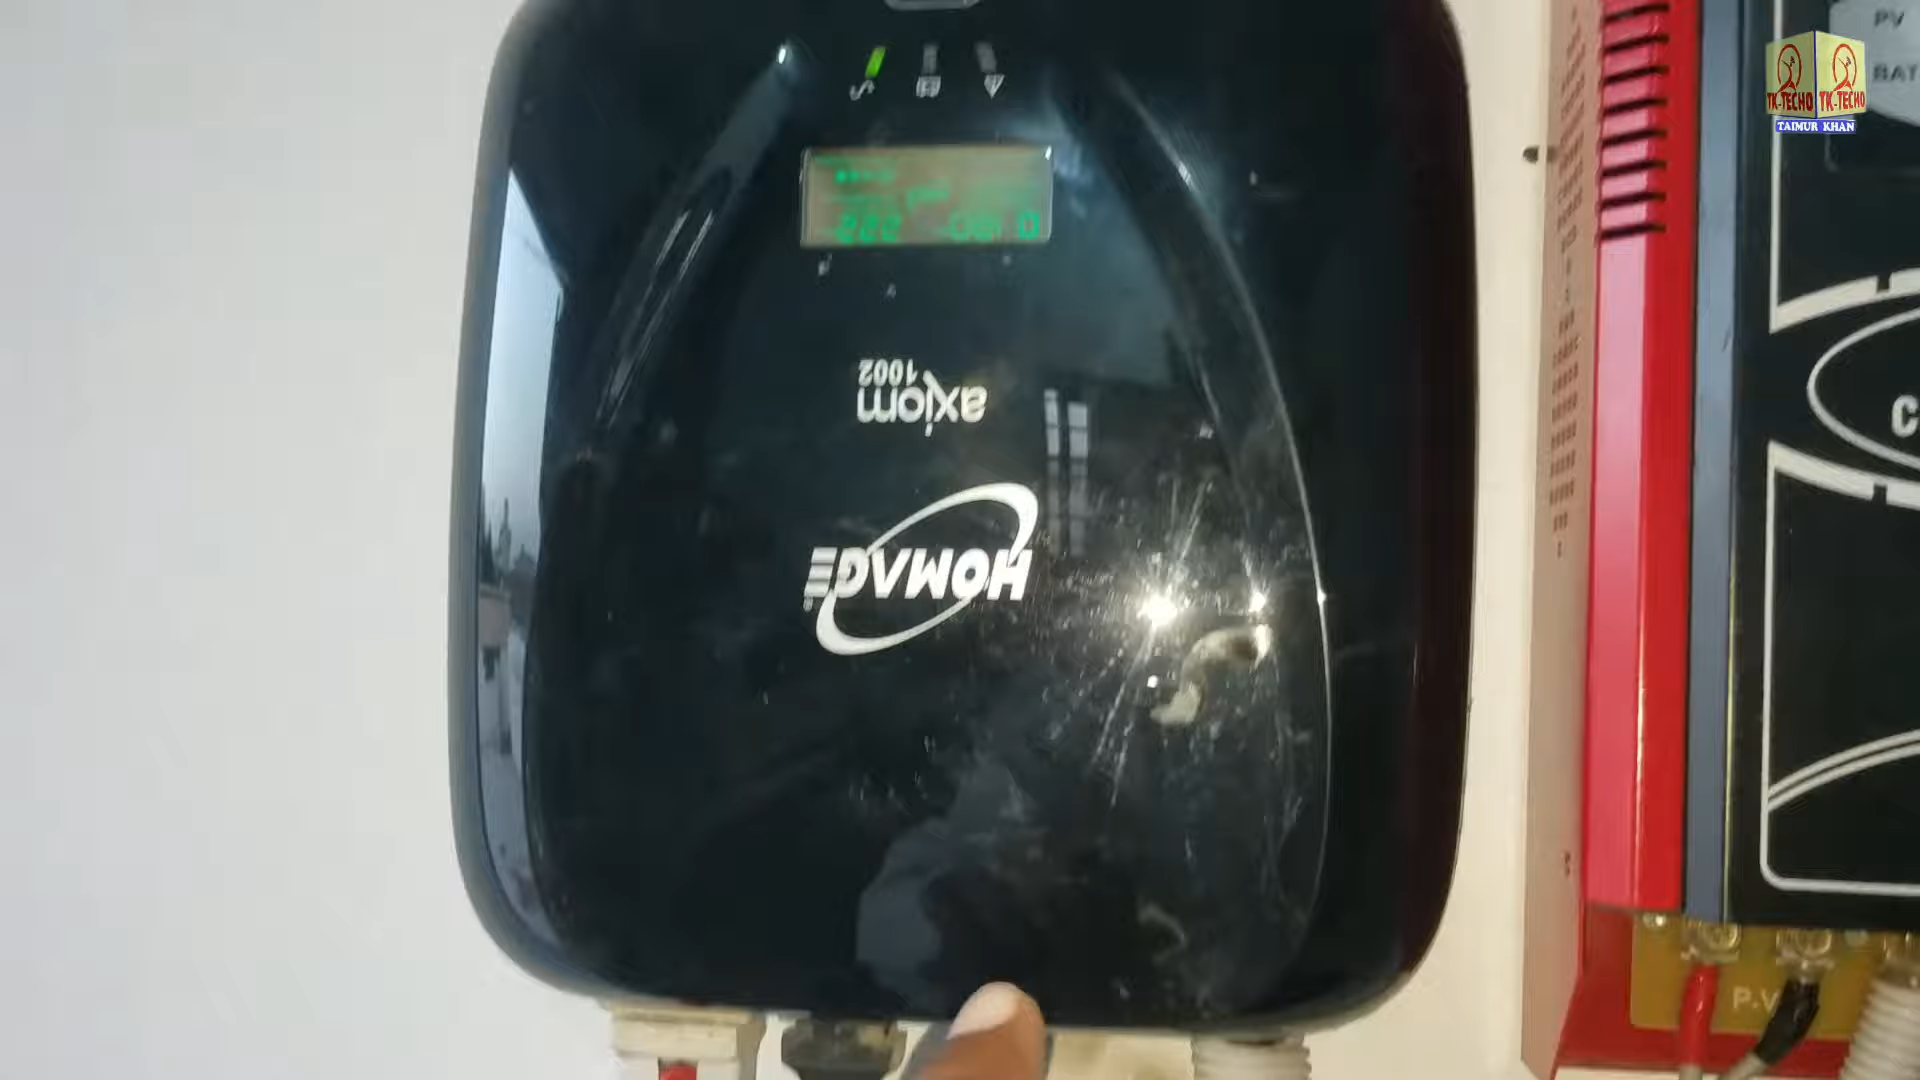 axiom
1002
HOMAGE
PV
BAT
C
P-V
TK-TECHO TK-TECHO
TAIMUR KHAN